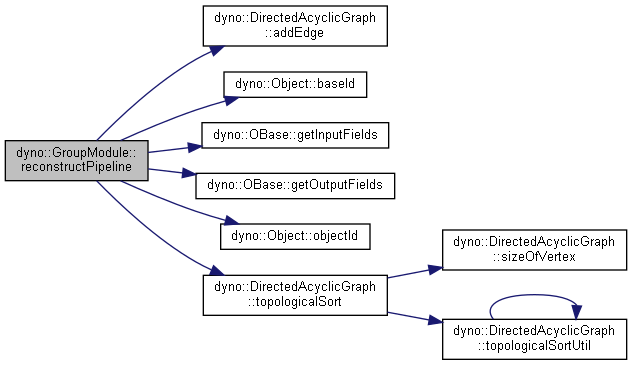 dyno::DirectedAcyclicGraph
::addEdge
dyno::Object::baseId
dyno::OBase::getInputFields
dyno::GroupModule::
reconstructPipeline
dyno::OBase::getOutputFields
dyno::Object::objectId
dyno::DirectedAcyclicGraph
::topologicalSort
dyno::DirectedAcyclicGraph
::sizeOfVertex
dyno::DirectedAcyclicGraph
::topologicalSortUtil